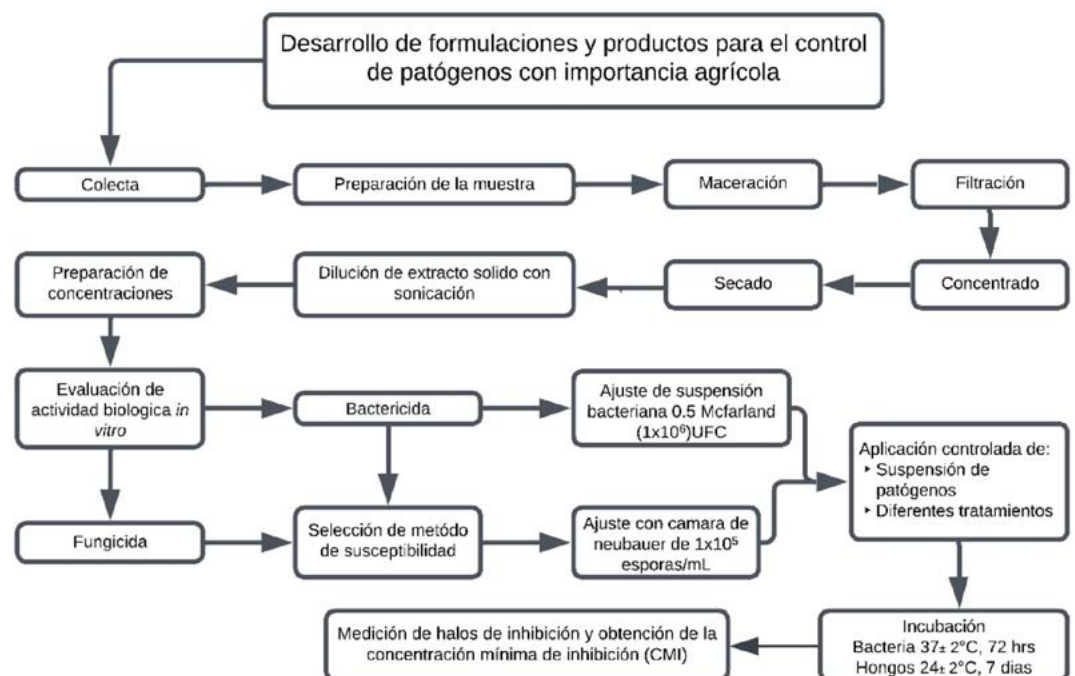 Desarrollo de formulaciones y productos para el control
de patógenos con importancia agrícola
Colecta
Preparación de la muestra
Maceración
Filtración
Concentrado
Secado
Dilución de extracto solido con
sonicación
Preparación de
concentraciones
Evaluación de
actividad biologica in
vitro
Bactericida
Ajuste de suspensión
bacteriana 0.5 Mcfarland
(1x10⁶)UFC
Fungicida
Selección de metódo
de susceptibilidad
Ajuste con camara de
neubauer de 1x10⁵
esporas/mL
Aplicación controlada de:
‣ Suspensión de
patógenos
‣ Diferentes tratamientos
Incubación
Bacteria 37± 2°C, 72 hrs
Hongos 24± 2°C, 7 dias
Medición de halos de inhibición y obtención de la
concentración mínima de inhibición (CMI)